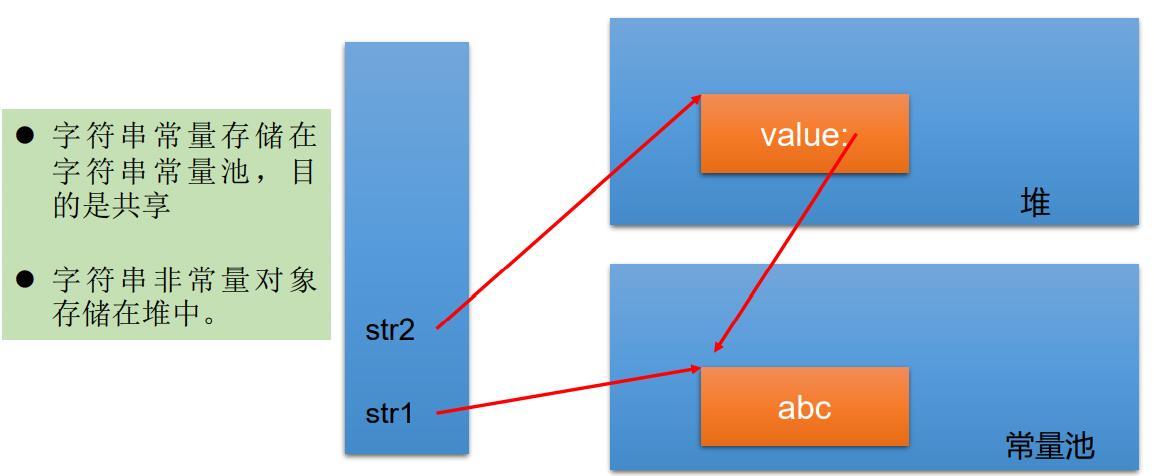 ● 字符串常量存储在
字符串常量池，目
的是共享
● 字符串非常量对象
存储在堆中。
str2
str1
value:
堆
abc
常量池